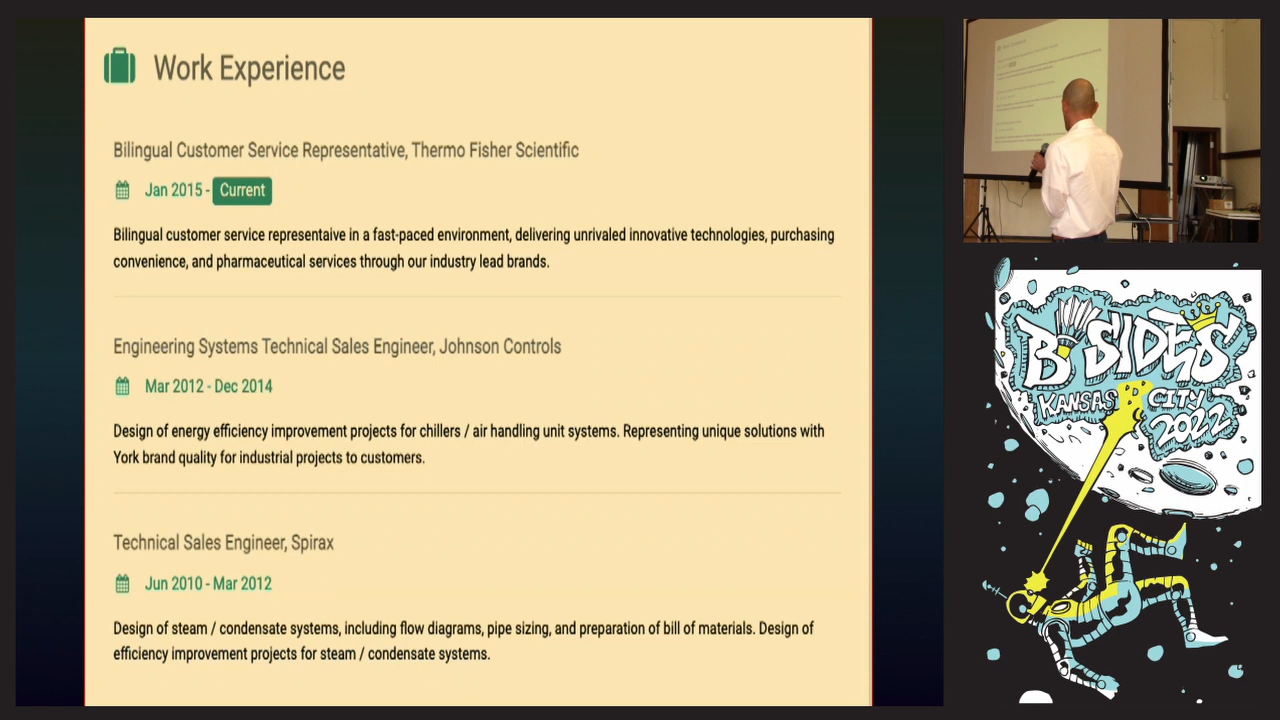 Work Experience
Bilingual Customer Service Representative, Thermo Fisher Scientific
Jan 2015 - Current
Bilingual customer service representaive in a fast-paced environment, delivering unrivaled innovative technologies, purchasing
convenience, and pharmaceutical services through our industry lead brands.
Engineering Systems Technical Sales Engineer, Johnson Controls
Mar 2012 - Dec 2014
Design of energy efficiency improvement projects for chillers / air handling unit systems. Representing unique solutions with
York brand quality for industrial projects to customers.
Technical Sales Engineer, Spirax
Jun 2010 - Mar 2012
Design of steam / condensate systems, including flow diagrams, pipe sizing, and preparation of bill of materials. Design of
efficiency improvement projects for steam / condensate systems.
B SIDES
KANSAS CITY
2022